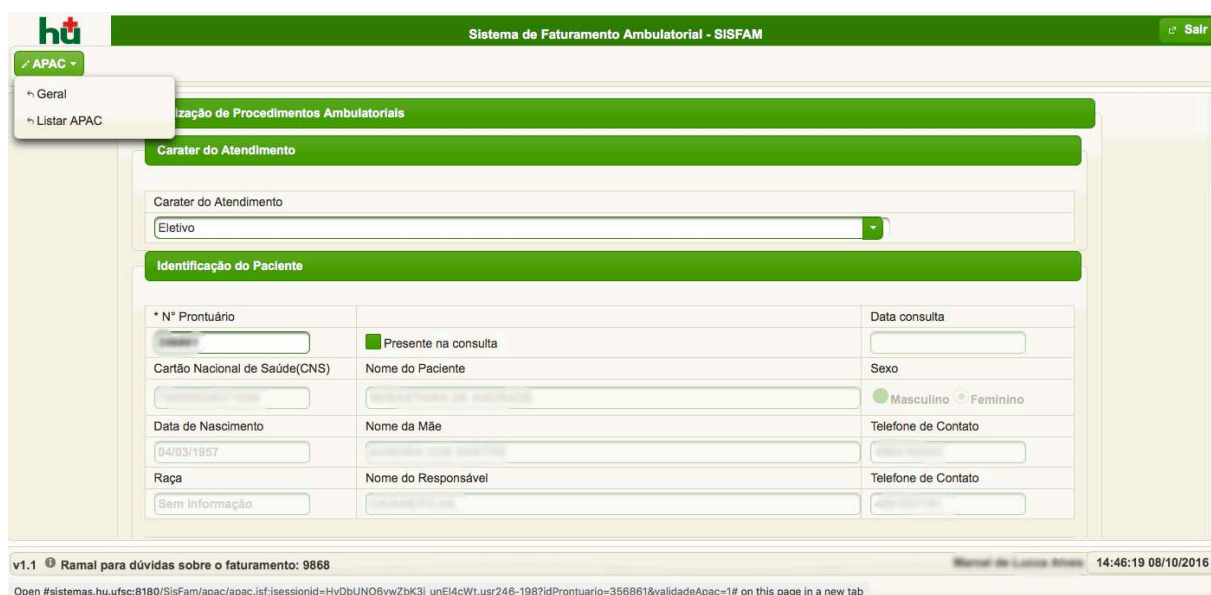 hu
Sistema de Faturamento Ambulatorial - SISFAM
Sair
APAC
Geral
Listar APAC
ização de Procedimentos Ambulatoriais
Carater do Atendimento
Carater do Atendimento
Eletivo
Identificação do Paciente
* N° Prontuário
Data consulta
Presente na consulta
Cartão Nacional de Saúde(CNS)
Nome do Paciente
Sexo
Masculino
Feminino
Data de Nascimento
Nome da Mãe
Telefone de Contato
04/03/1957
Raça
Nome do Responsável
Telefone de Contato
Sem Informação
v1.1
Ramal para dúvidas sobre o faturamento: 9868
14:46:19 08/10/2016
Open #sistemas.hu.ufsc:8180/SisFam/apac/apac.jsf;jsessionid=HyDbUNO6vwZbK3i_unEl4cWt.usr246-198?idProntuario=356861&validadeApac=1# on this page in a new tab